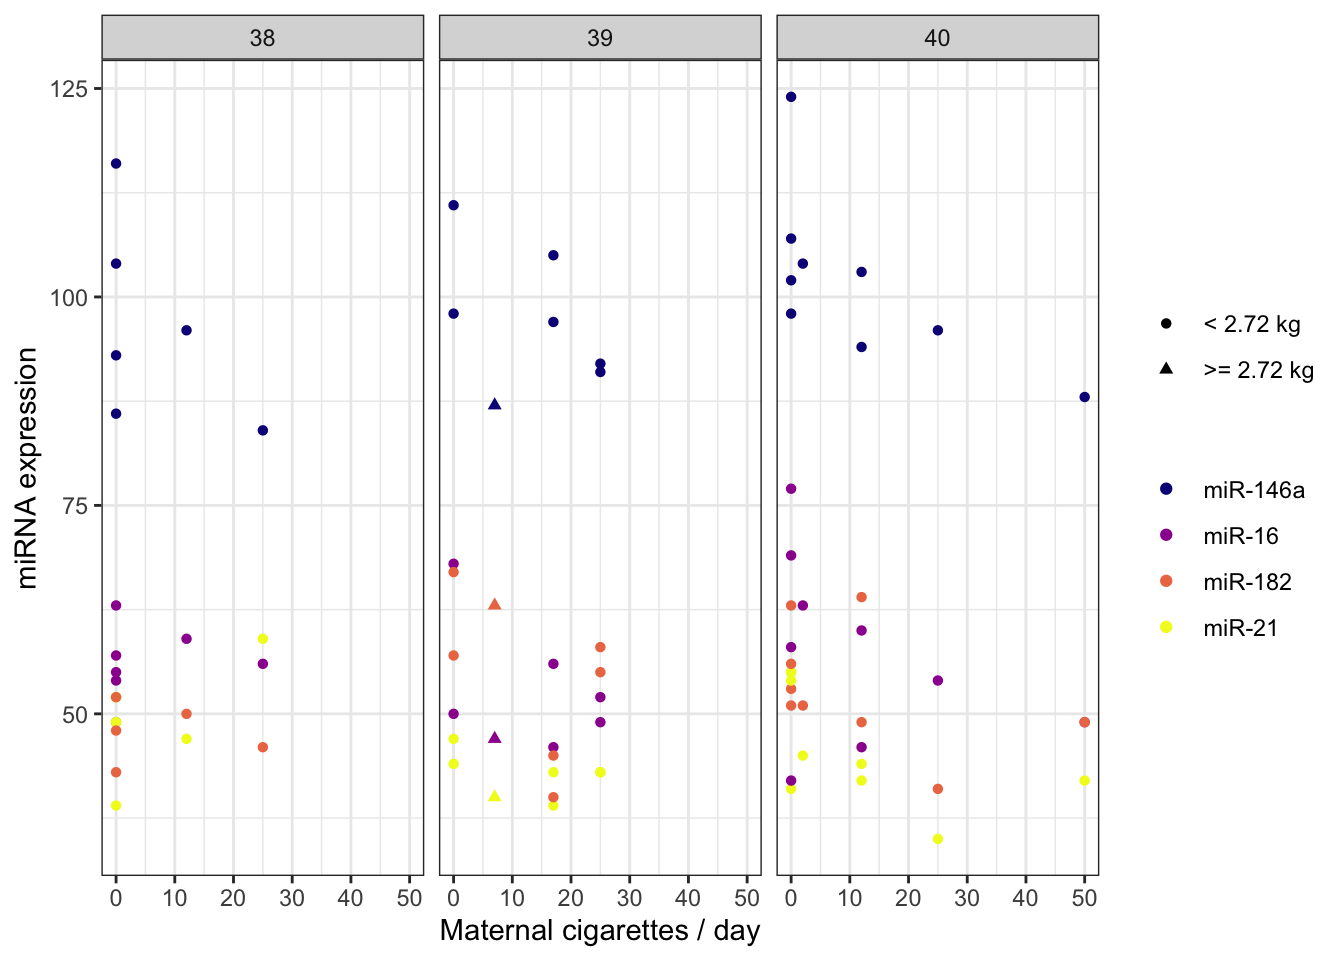 38 39 40
125
100
75
50
0 10 20 30 40 50 0 10 20 30 40 50 0 10 20 30 40 50
Maternal cigarettes / day
miRNA expression
< 2.72 kg
>= 2.72 kg
miR-146a
miR-16
miR-182
miR-21